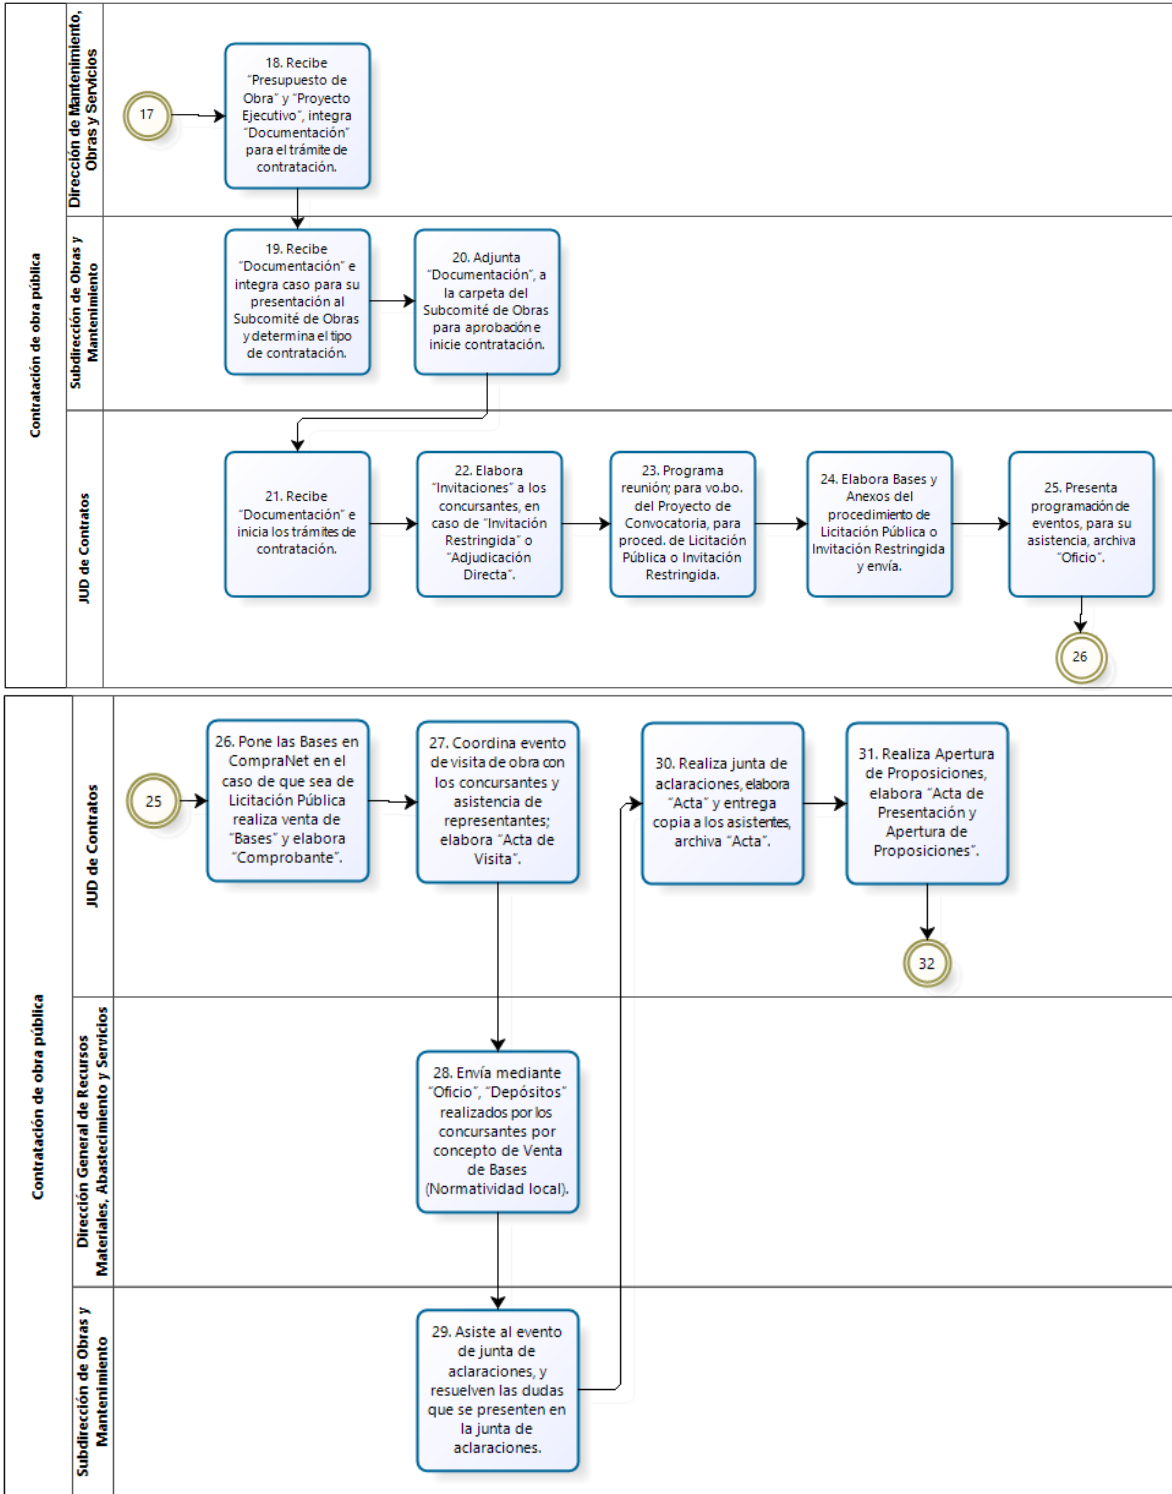 Contratación de obra pública
Dirección de Mantenimiento,
Obras y Servicios
17
18. Recibe
“Presupuesto de
Obra” y “Proyecto
Ejecutivo”, integra
“Documentación”
para el trámite de
contratación.
Subdirección de Obras y
Mantenimiento
19. Recibe
“Documentación” e
integra caso para su
presentación al
Subcomité de Obras
y determina el tipo
de contratación.
20. Adjunta
“Documentación”, a
la carpeta del
Subcomité de Obras
para aprobación e
inicie contratación.
JUD de Contratos
21. Recibe
“Documentación” e
inicia los trámites de
contratación.
22. Elabora
“Invitaciones” a los
concursantes, en
caso de “Invitación
Restringida” o
“Adjudicación
Directa”.
23. Programa
reunión; para vo.bo.
del Proyecto de
Convocatoria, para
proced. de Licitación
Pública o Invitación
Restringida.
24. Elabora Bases y
Anexos del
procedimiento de
Licitación Pública o
Invitación Restringida
y envía.
25. Presenta
programación de
eventos, para su
asistencia, archiva
“Oficio”.
26
Contratación de obra pública
JUD de Contratos
25
26. Pone las Bases en
CompraNet en el
caso de que sea de
Licitación Pública
realiza venta de
“Bases” y elabora
“Comprobante”.
27. Coordina evento
de visita de obra con
los concursantes y
asistencia de
representantes;
elabora “Acta de
Visita”.
30. Realiza junta de
aclaraciones, elabora
“Acta” y entrega
copia a los asistentes,
archiva “Acta”.
31. Realiza Apertura
de Proposiciones,
elabora “Acta de
Presentación y
Apertura de
Proposiciones”.
32
Dirección General de Recursos
Materiales, Abastecimiento y Servicios
28. Envía mediante
“Oficio”, “Depósitos”
realizados por los
concursantes por
concepto de Venta
de Bases
(Normatividad local).
Subdirección de Obras y
Mantenimiento
29. Asiste al evento
de junta de
aclaraciones, y
resuelven las dudas
que se presenten en
la junta de
aclaraciones.